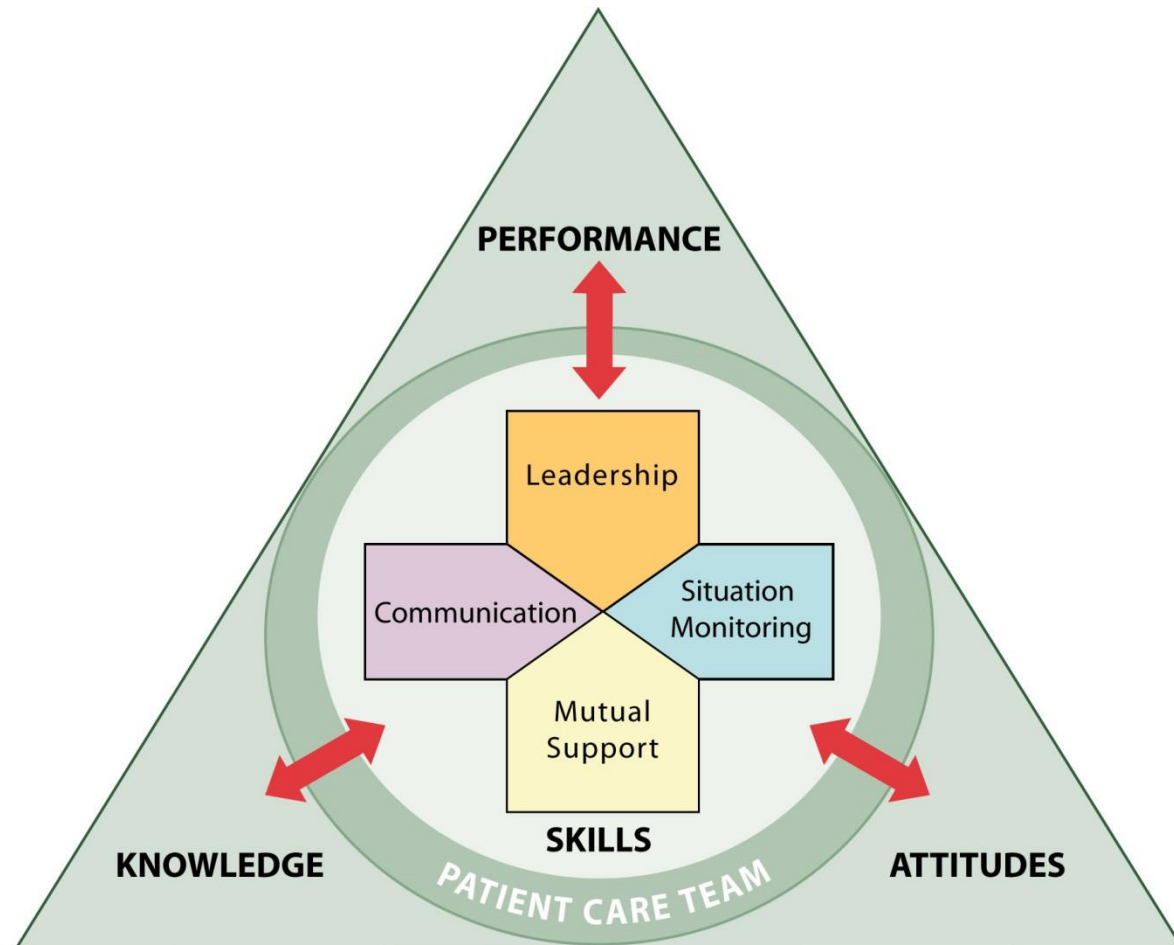 PERFORMANCE
Leadership
Communication
Situation
Monitoring
Mutual
Support
SKILLS
KNOWLEDGE
ATTITUDES
PATIENT CARE TEAM